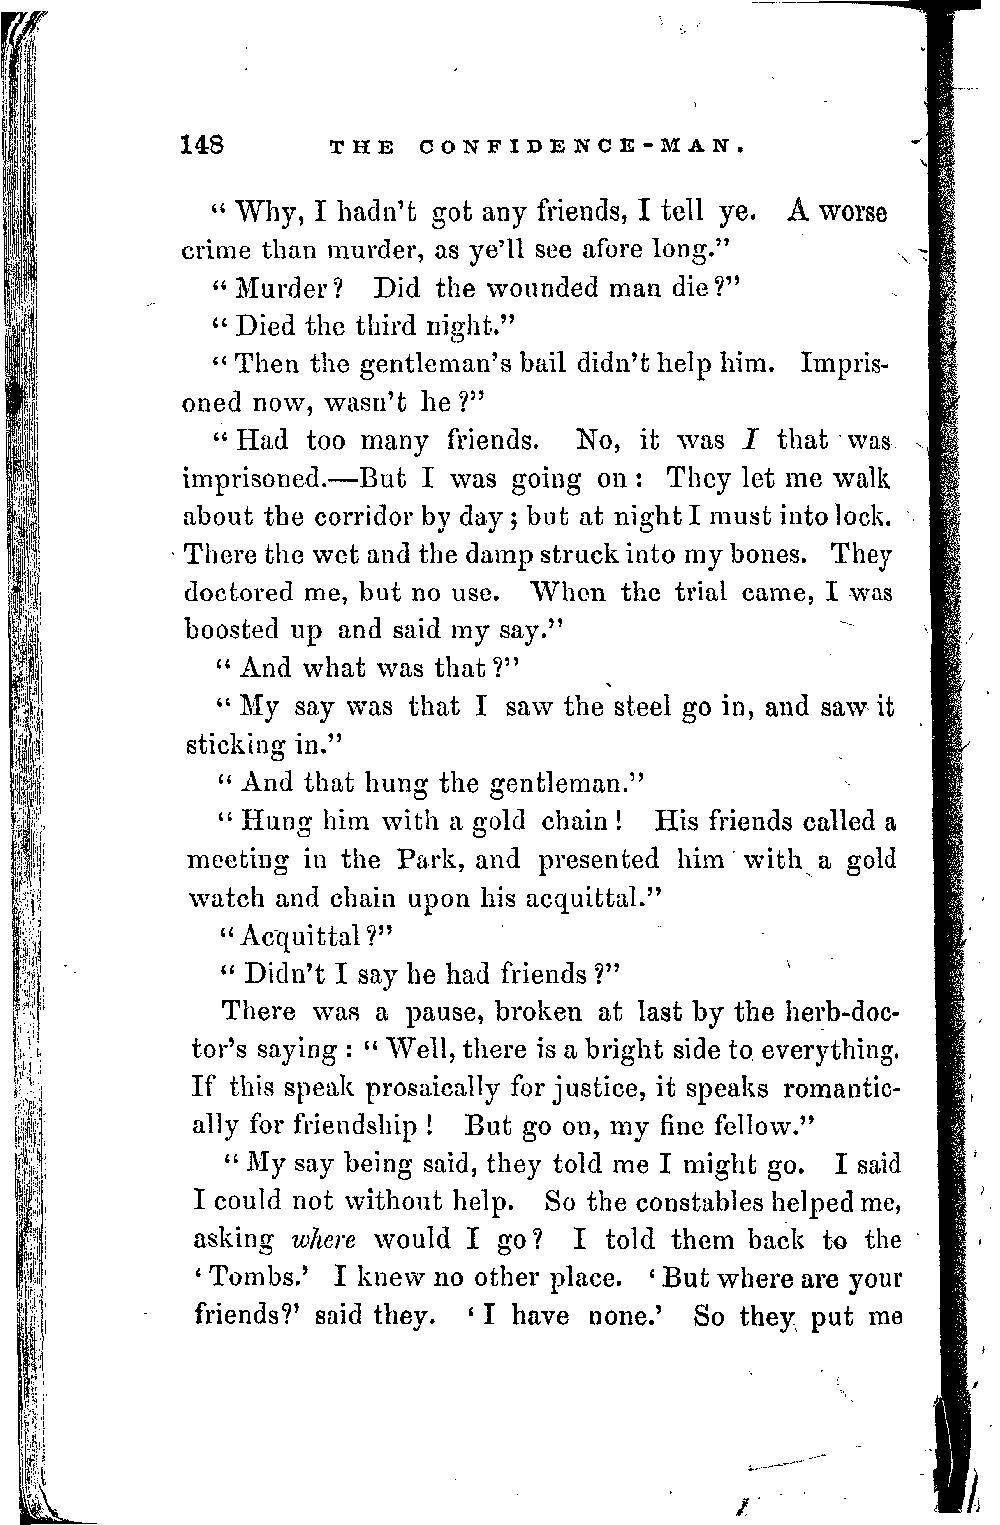 148 THE CONFIDENCE-MAN.
"Why, I hadn't got any friends, I tell ye. A worse
crime than murder, as ye'll see afore long."
"Murder? Did the wounded man die?"
"Died the third night."
"Then the gentleman's bail didn't help him. Impris-
oned now, wasn't he?"
"Had too many friends. No, it was I that was
imprisoned.—But I was going on: They let me walk
about the corridor by day; but at night I must into lock.
There the wet and the damp struck into my bones. They
doctored me, but no use. When the trial came, I was
boosted up and said my say."
"And what was that?"
"My say was that I saw the steel go in, and saw it
sticking in."
"And that hung the gentleman."
"Hung him with a gold chain! His friends called a
meeting in the Park, and presented him with a gold
watch and chain upon his acquittal."
"Acquittal?"
"Didn't I say he had friends?"
There was a pause, broken at last by the herb-doc-
tor's saying: "Well, there is a bright side to everything.
If this speak prosaically for justice, it speaks romantic-
ally for friendship! But go on, my fine fellow."
"My say being said, they told me I might go. I said
I could not without help. So the constables helped me,
asking where would I go? I told them back to the
'Tombs.' I knew no other place. 'But where are your
friends?' said they. 'I have none.' So they put me